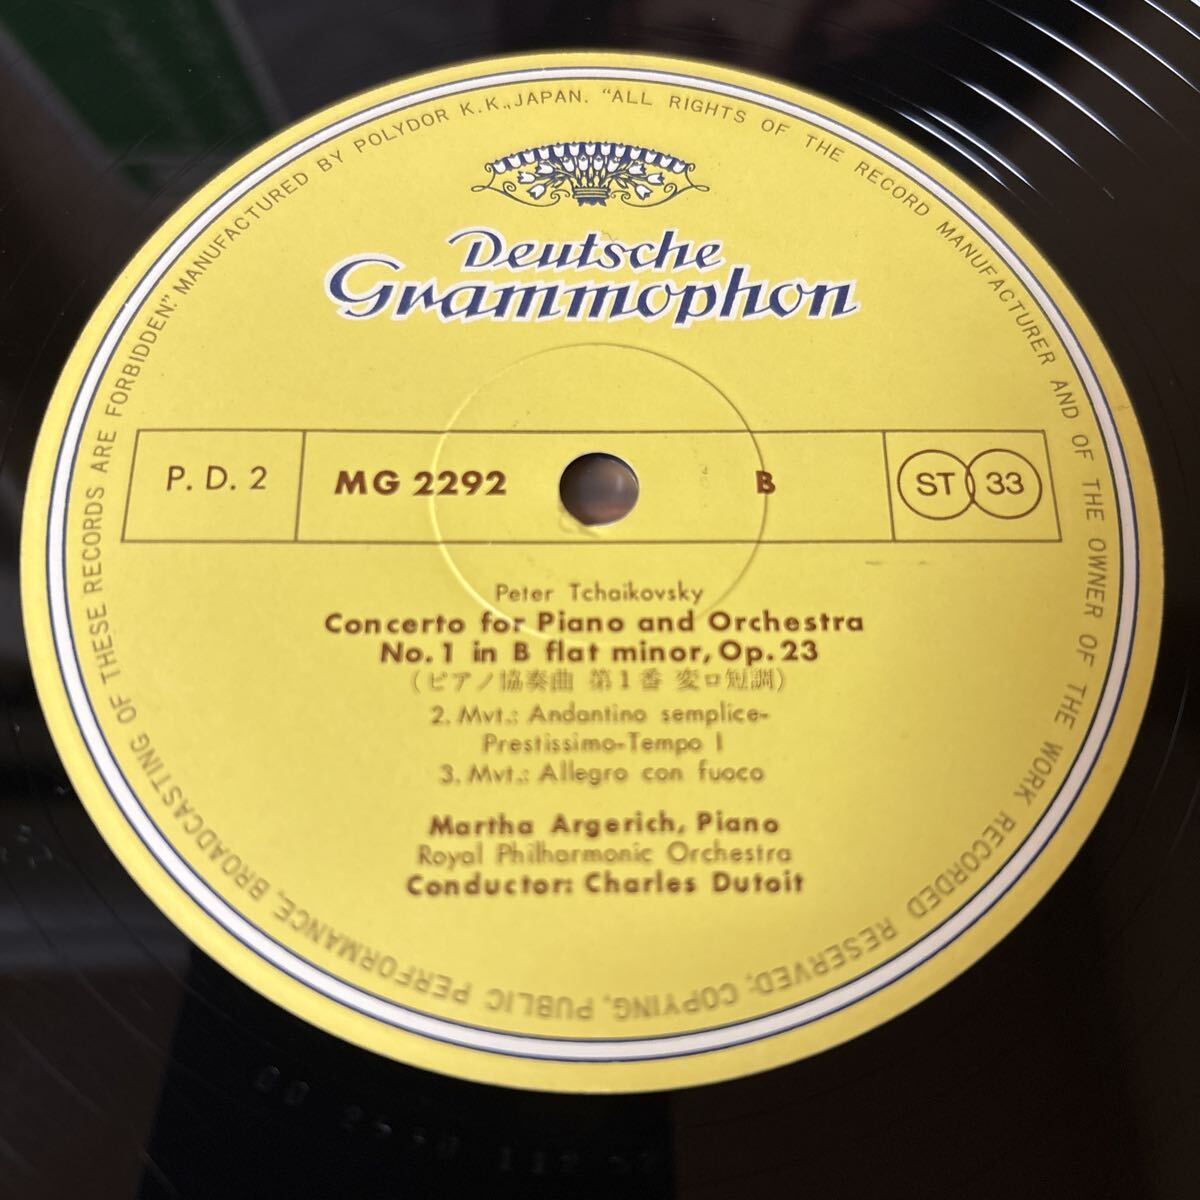 MANUFACTURED BY POLYDOR K.K., JAPAN. "ALL RIGHTS OF THE RECORD MANUFACTURER AND OF THE OWNER OF THE WORK RECORDED RESERVED; COPYING, PUBLIC PERFORMANCE, BROADCASTING OF THESE RECORDS ARE FORBIDDEN."
Deutsche
Grammophon
P. D. 2 MG 2292 B ST 33
Peter Tchaikovsky
Concerto for Piano and Orchestra
No. 1 in B flat minor, Op. 23
(ピアノ協奏曲 第1番 変ロ短調)
2. Mvt.: Andantino semplice-
Prestissimo-Tempo I
3. Mvt.: Allegro con fuoco
Martha Argerich, Piano
Royal Philharmonic Orchestra
Conductor: Charles Dutoit